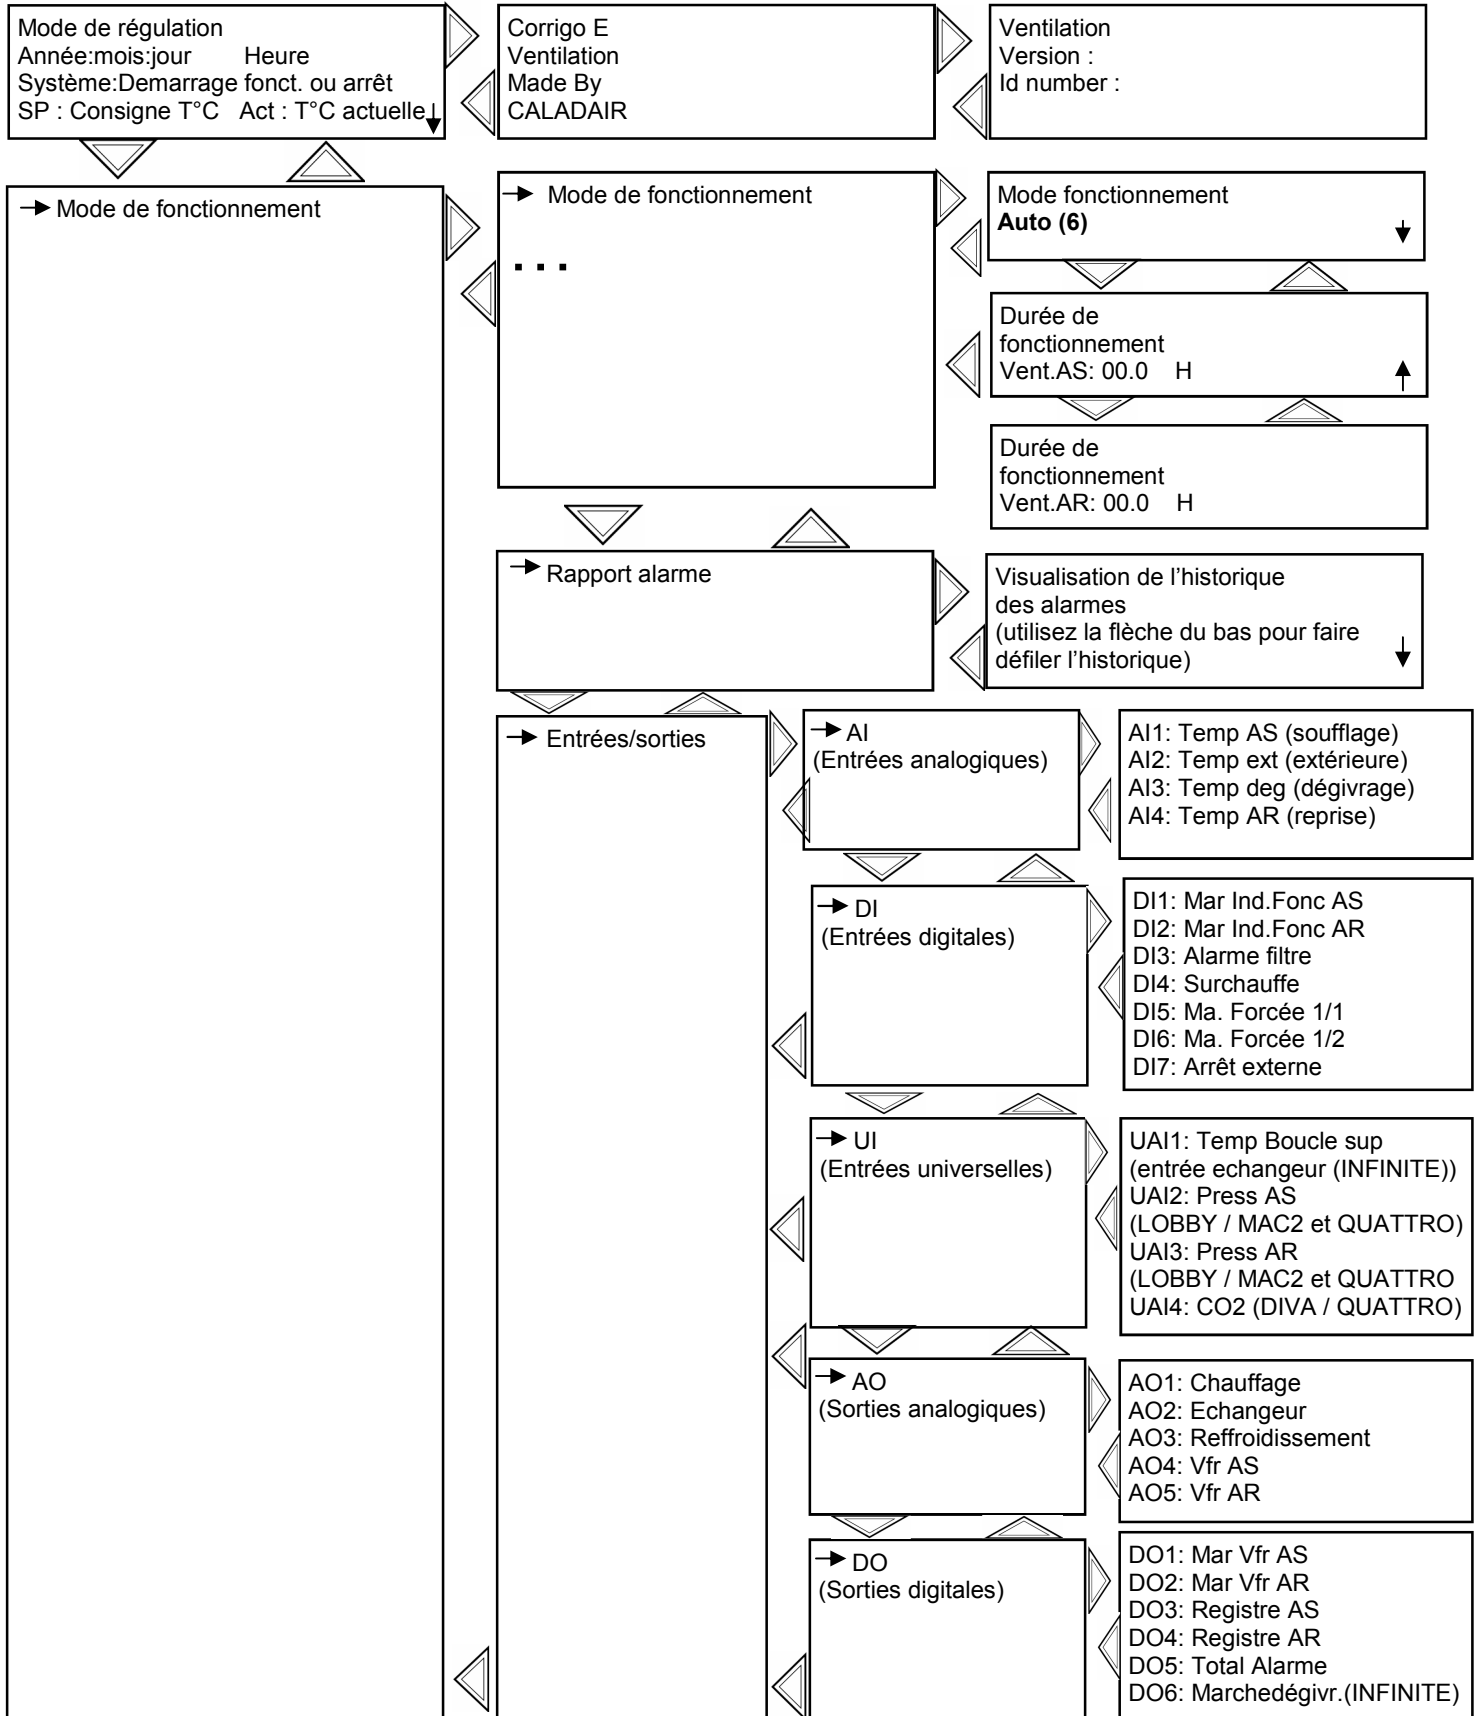 Mode de régulation
Année:mois:jour Heure
Système:Demarrage fonct. ou arrêt
SP : Consigne T°C Act : T°C actuelle
Corrigo E
Ventilation
Made By
CALADAIR
Ventilation
Version :
Id number :
Mode de fonctionnement
Mode de fonctionnement
...
Mode fonctionnement
Auto (6)
Durée de
fonctionnement
Vent.AS: 00.0 H
Durée de
fonctionnement
Vent.AR: 00.0 H
Rapport alarme
Visualisation de l'historique
des alarmes
(utilisez la flèche du bas pour faire
défiler l'historique)
Entrées/sorties
AI
(Entrées analogiques)
AI1: Temp AS (soufflage)
AI2: Temp ext (extérieure)
AI3: Temp deg (dégivrage)
AI4: Temp AR (reprise)
DI
(Entrées digitales)
DI1: Mar Ind.Fonc AS
DI2: Mar Ind.Fonc AR
DI3: Alarme filtre
DI4: Surchauffe
DI5: Ma. Forcée 1/1
DI6: Ma. Forcée 1/2
DI7: Arrêt externe
UI
(Entrées universelles)
UAI1: Temp Boucle sup
(entrée echangeur (INFINITE))
UAI2: Press AS
(LOBBY / MAC2 et QUATTRO)
UAI3: Press AR
(LOBBY / MAC2 et QUATTRO
UAI4: CO2 (DIVA / QUATTRO)
AO
(Sorties analogiques)
AO1: Chauffage
AO2: Echangeur
AO3: Reffroidissement
AO4: Vfr AS
AO5: Vfr AR
DO
(Sorties digitales)
DO1: Mar Vfr AS
DO2: Mar Vfr AR
DO3: Registre AS
DO4: Registre AR
DO5: Total Alarme
DO6: Marchedégivr.(INFINITE)